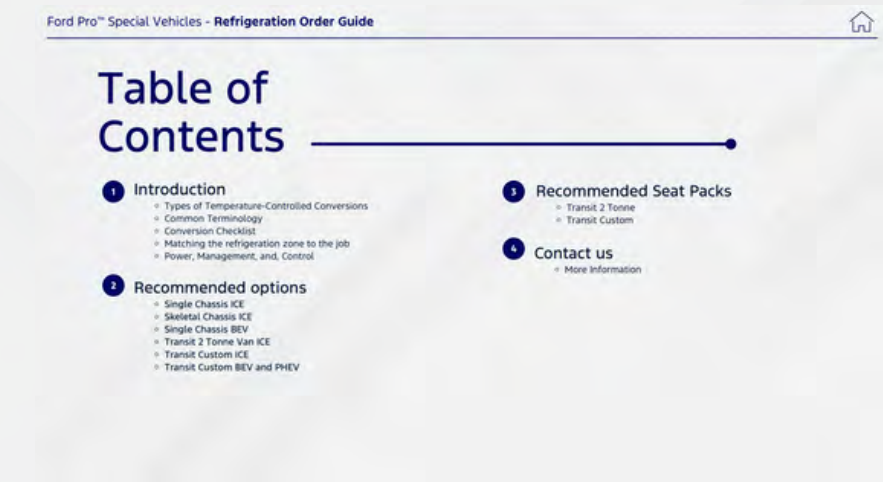 Ford Pro™ Special Vehicles - Refrigeration Order Guide
Table of
Contents
1 Introduction
Types of Temperature-Controlled Conversions
Common Terminology
Conversion Checklist
Matching the refrigeration zone to the job
Power, Management, and, Control
2 Recommended options
Single Chassis ICE
Skeletal Chassis ICE
Single Chassis BEV
Transit 2 Tonne Van ICE
Transit Custom ICE
Transit Custom BEV and PHEV
3 Recommended Seat Packs
Transit 2 Tonne
Transit Custom
4 Contact us
More Information